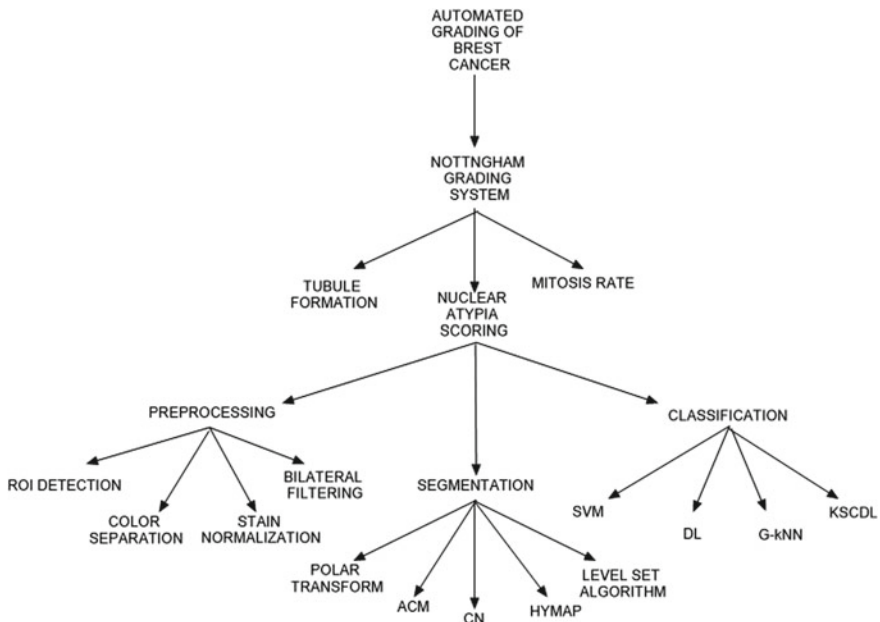 AUTOMATED
GRADING OF
BREST
CANCER
NOTTNGHAM
GRADING
SYSTEM
TUBULE
FORMATION
NUCLEAR
ATYPIA
SCORING
MITOSIS RATE
PREPROCESSING
CLASSIFICATION
ROI DETECTION
COLOR
SEPARATION
STAIN
NORMALIZATION
BILATERAL
FILTERING
SEGMENTATION
SVM
DL
G-kNN
KSCDL
POLAR
TRANSFORM
ACM
CN
HYMAP
LEVEL SET
ALGORITHM